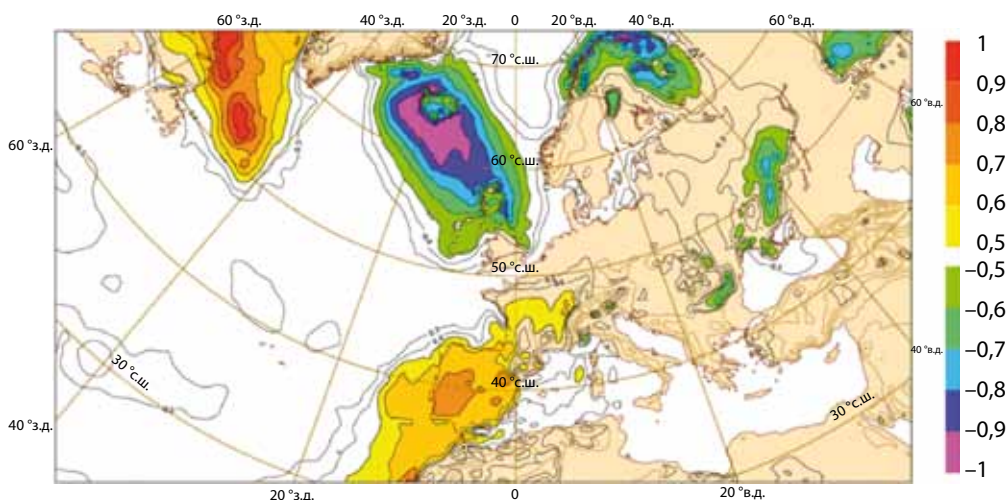 60 °з.д. 40 °з.д. 20 °з.д. 0 20 °в.д. 40 °в.д. 60 °в.д.
70 °с.ш.
60 °в.д.
60 °з.д.
60 °с.ш.
50 °с.ш.
40 °в.д.
30 °с.ш.
40 °с.ш.
30 °с.ш.
40 °з.д.
20 °з.д. 0 20 °в.д.
1
0,9
0,8
0,7
0,6
0,5
–0,5
–0,6
–0,7
–0,8
–0,9
–1